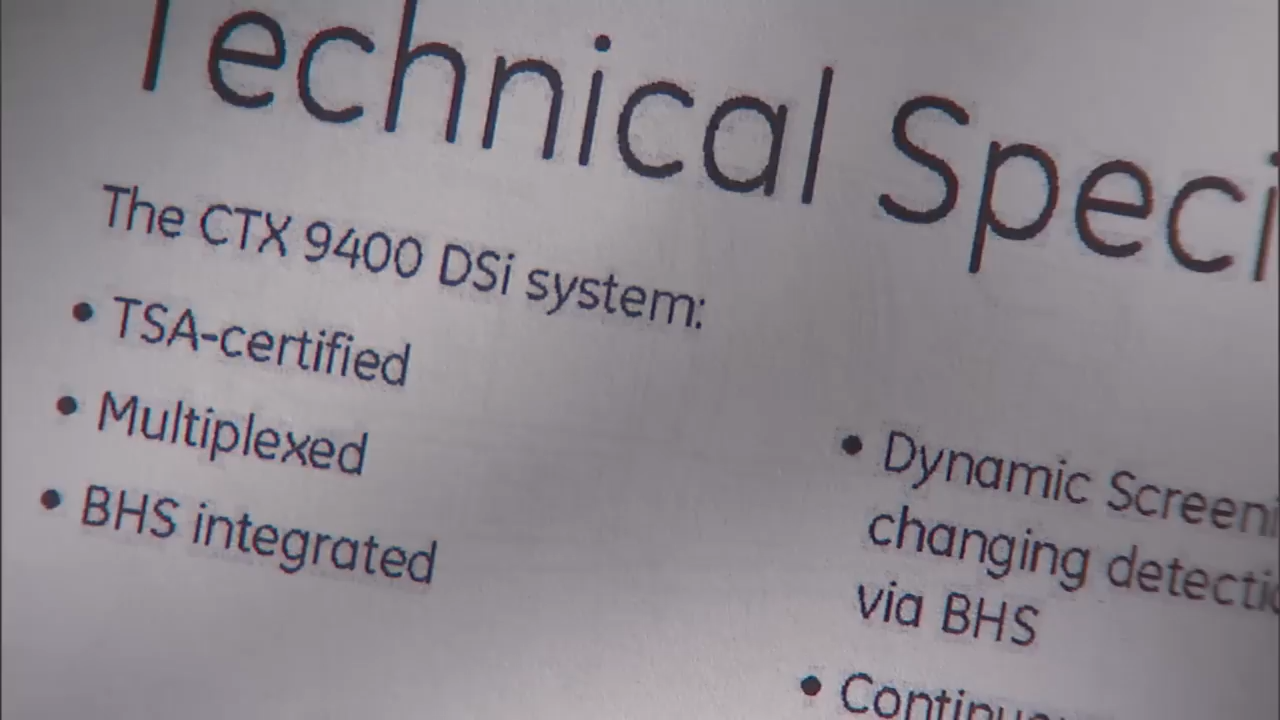 Technical
The CTX 9400 DSi system:
• TSA-certified
• Multiplexed
• BHS integrated
• Dynamic
changing
via BHS